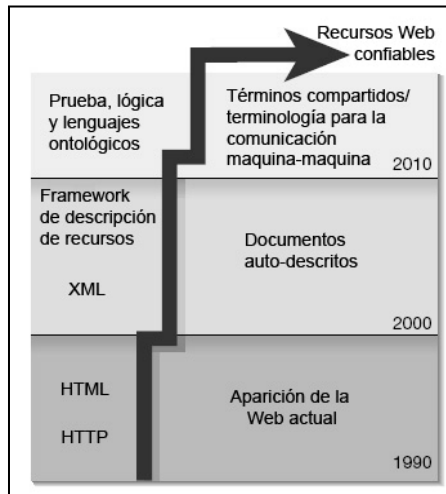 Recursos Web
confiables
Prueba, lógica
y lenguajes
ontológicos
Términos compartidos/
terminología para la
comunicación
maquina-maquina
2010
Framework
de descripción
de recursos
XML
Documentos
auto-descritos
2000
HTML
HTTP
Aparición de la
Web actual
1990